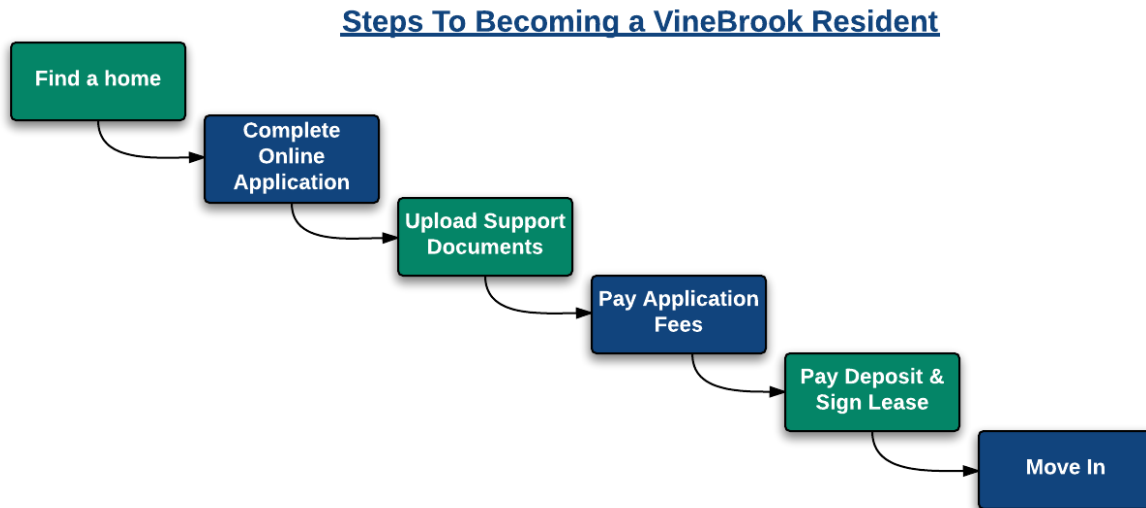 Steps To Becoming a VineBrook Resident
Find a home
Complete
Online
Application
Upload Support
Documents
Pay Application
Fees
Pay Deposit &
Sign Lease
Move In